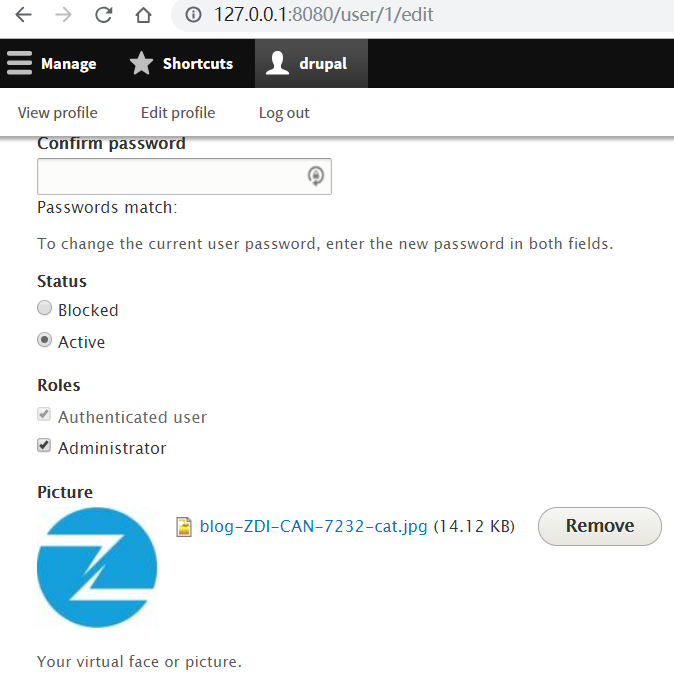 127.0.0.1:8080/user/1/edit
Manage Shortcuts drupal
View profile Edit profile Log out
Confirm password
Passwords match:
To change the current user password, enter the new password in both fields.
Status
Blocked
Active
Roles
Authenticated user
Administrator
Picture
blog-ZDI-CAN-7232-cat.jpg (14.12 KB) Remove
Your virtual face or picture.